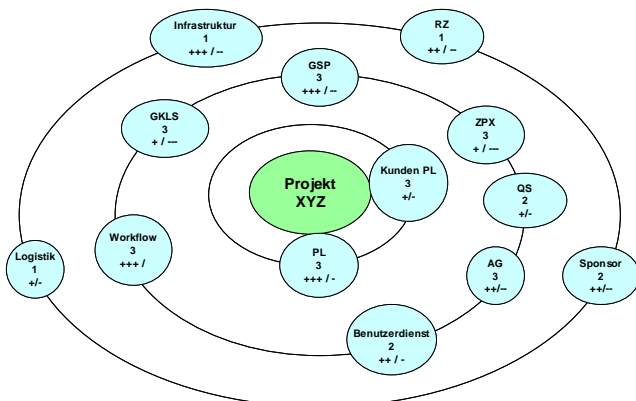 Infrastruktur
1
+++ / --
RZ
1
++ / --
GSP
3
+++ / --
GKLS
3
+ / ---
ZPX
3
+ / ---
Kunden PL
3
+/-
Projekt
XYZ
QS
2
+/-
Workflow
3
+++ /
PL
3
+++ / -
Logistik
1
+/-
AG
3
++/--
Sponsor
2
++/--
Benutzerdienst
2
++ / -